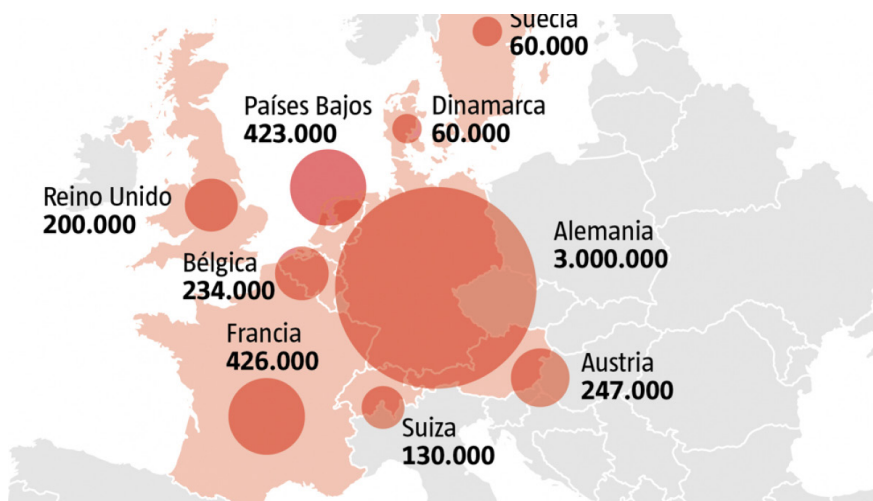 Suecia
60.000
Países Bajos
423.000
Dinamarca
60.000
Reino Unido
200.000
Alemania
3.000.000
Bélgica
234.000
Francia
426.000
Austria
247.000
Suiza
130.000